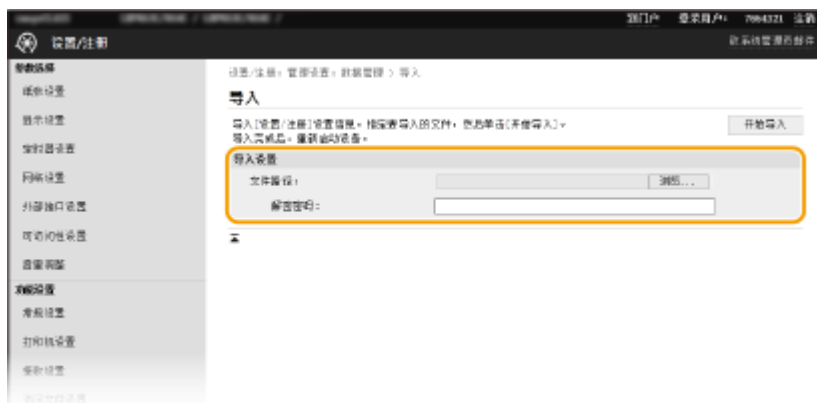 到门户 登录用户: 7654321 注销
设置/注册
致系统管理员邮件
参数选择
纸张设置
显示设置
定时器设置
网络设置
外部接口设置
可访问性设置
音量调整
功能设置
常规设置
打印机设置
接收设置
设置/注册: 管理设置: 数据管理 > 导入
导入
导入[设置/注册]设置信息。指定要导入的文件，然后单击[开始导入]。
导入完成后，重新启动设备。
开始导入
导入设置
文件路径:
浏览...
解密密码: